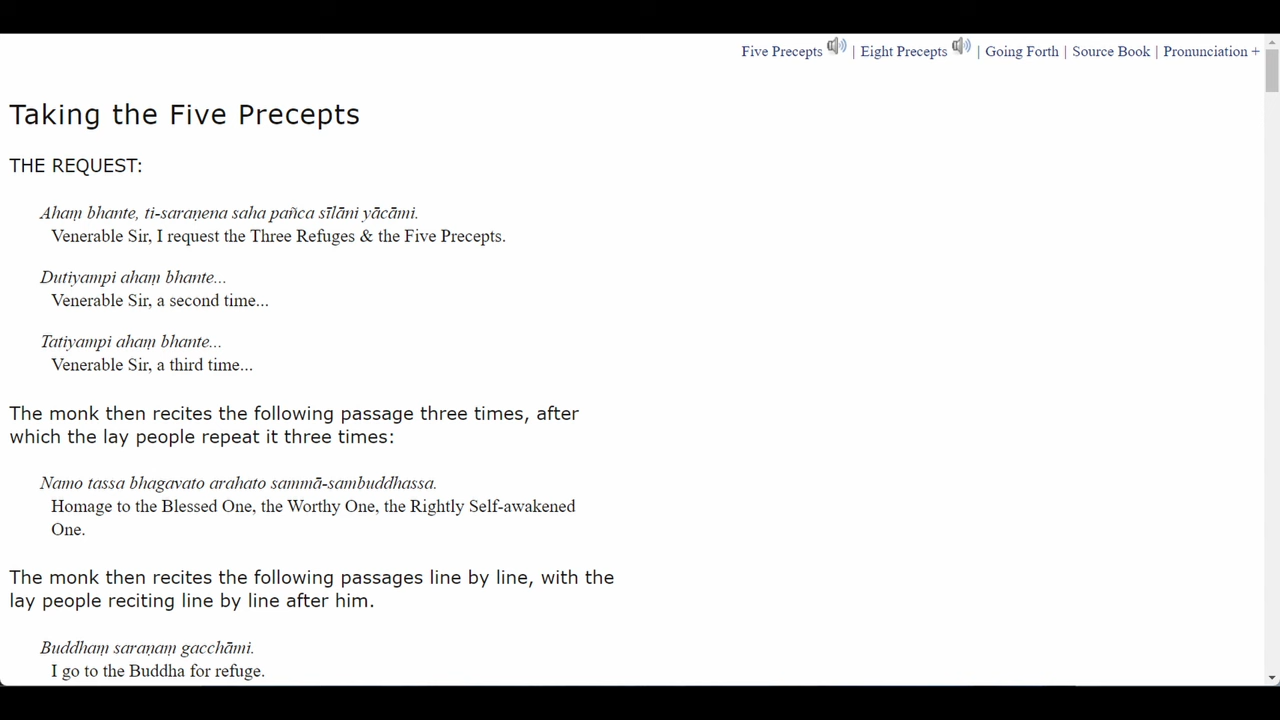 Five Precepts | Eight Precepts | Going Forth | Source Book | Pronunciation +
Taking the Five Precepts
THE REQUEST:
Ahaṃ bhante, ti-saraṇena saha pañca sīlāni yācāmi.
Venerable Sir, I request the Three Refuges & the Five Precepts.
Dutiyampi ahaṃ bhante...
Venerable Sir, a second time...
Tatiyampi ahaṃ bhante...
Venerable Sir, a third time...
The monk then recites the following passage three times, after
which the lay people repeat it three times:
Namo tassa bhagavato arahato sammā-sambuddhassa.
Homage to the Blessed One, the Worthy One, the Rightly Self-awakened
One.
The monk then recites the following passages line by line, with the
lay people reciting line by line after him.
Buddhaṃ saraṇaṃ gacchāmi.
I go to the Buddha for refuge.